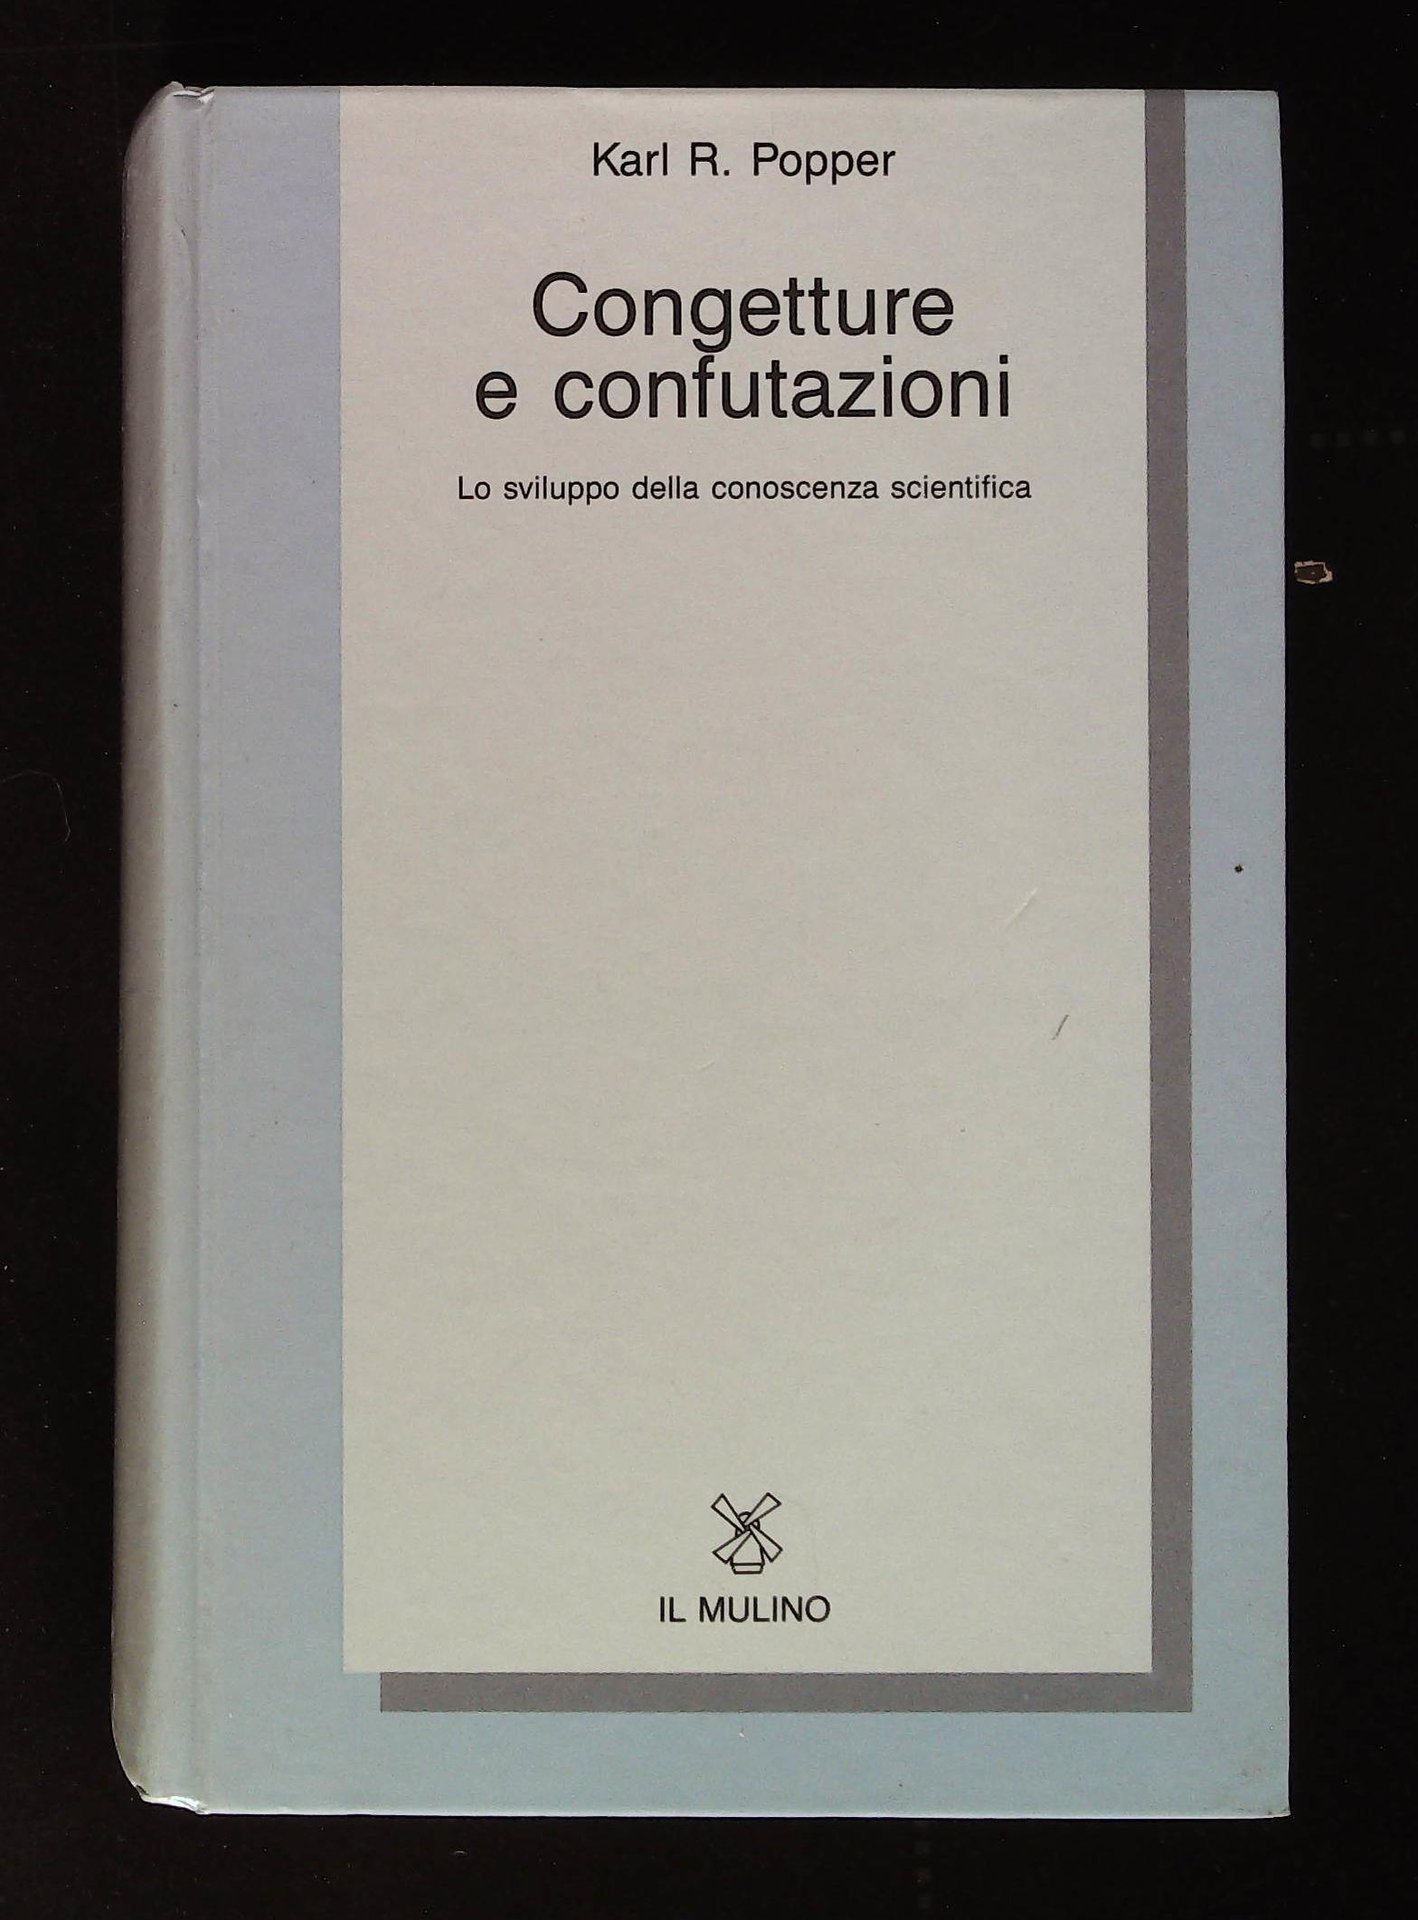 Karl R. Popper
Congetture
e confutazioni
Lo sviluppo della conoscenza scientifica
IL MULINO